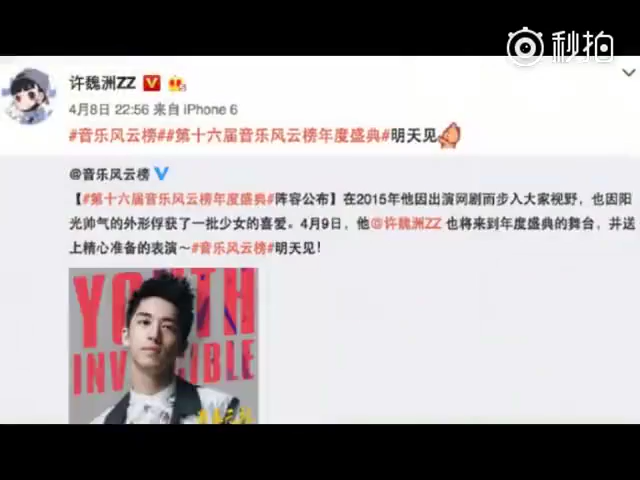 秒拍
许魏洲ZZ
4月8日 22:56 来自 iPhone 6
#音乐风云榜##第十六届音乐风云榜年度盛典#明天见
@音乐风云榜
【#第十六届音乐风云榜年度盛典#阵容公布】在2015年他因出演网剧而步入大家视野，也因阳
光帅气的外形俘获了一批少女的喜爱。4月9日，他@许魏洲ZZ 也将来到年度盛典的舞台，并送
上精心准备的表演～#音乐风云榜#明天见！
YOUTH